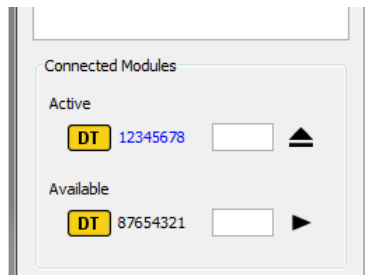 Connected Modules
Active
DT 12345678
Available
DT 87654321